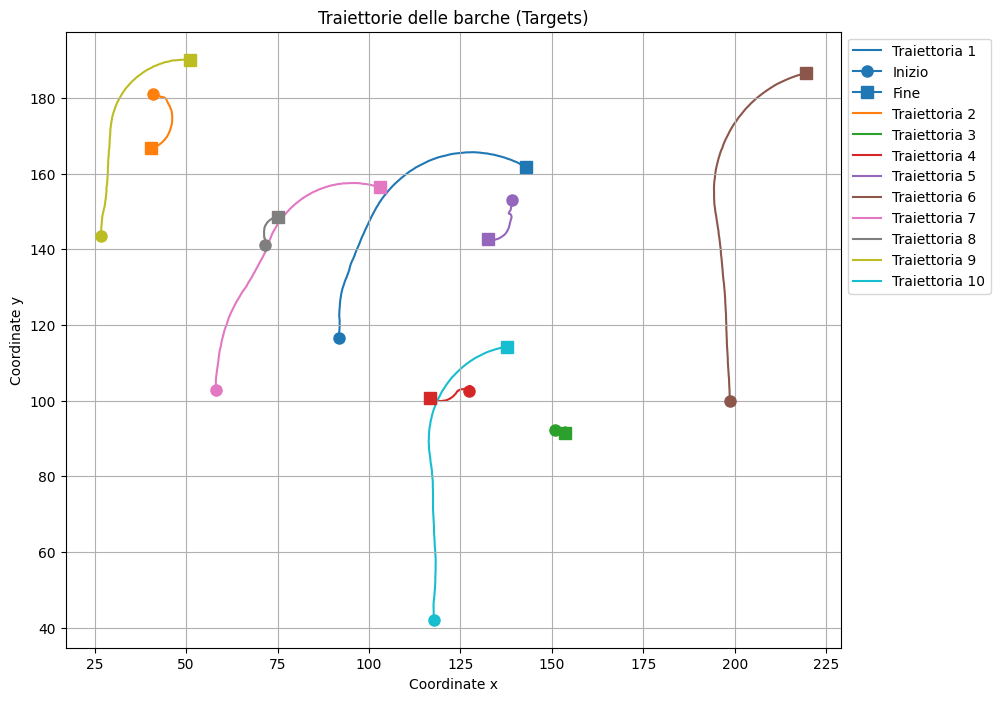 Traiettorie delle barche (Targets)
Coordinate y
180
160
140
120
100
80
60
40
25
50
75
100
125
150
175
200
225
Coordinate x
Traiettoria 1
Inizio
Fine
Traiettoria 2
Traiettoria 3
Traiettoria 4
Traiettoria 5
Traiettoria 6
Traiettoria 7
Traiettoria 8
Traiettoria 9
Traiettoria 10